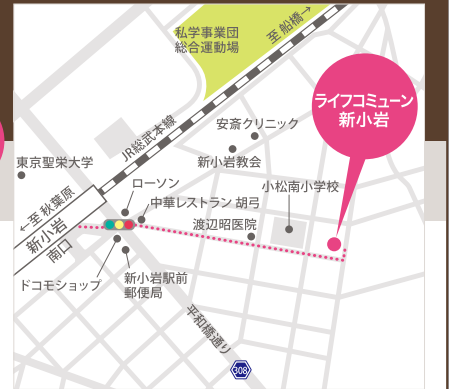 私学事業団
総合運動場
至 船橋→
JR総武本線
ライフコミューン
新小岩
安斎クリニック
新小岩教会
東京聖栄大学
小松南小学校
←至 秋葉原
ローソン
中華レストラン 胡弓
渡辺昭医院
新小岩
南口
ドコモショップ
新小岩駅前
郵便局
平和橋通り
308